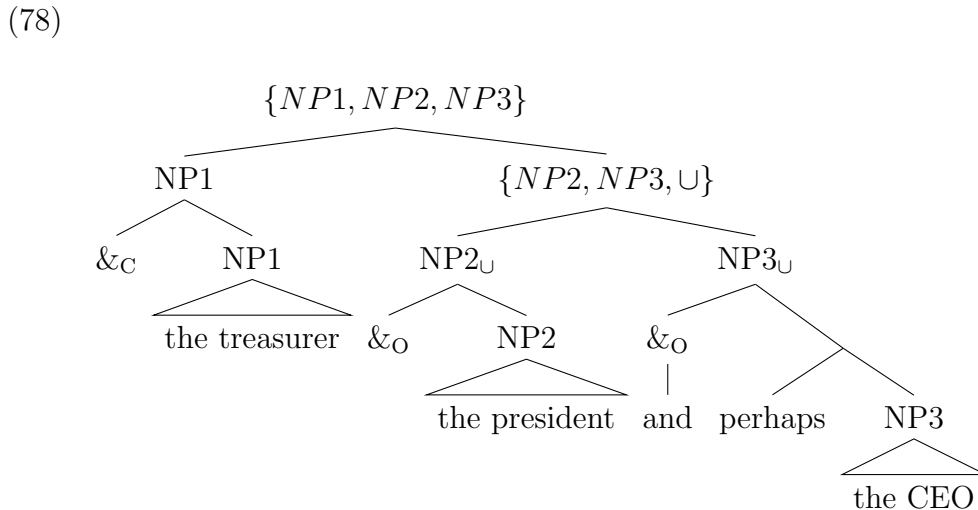 (78)
{NP1, NP2, NP3}
NP1 {NP2, NP3, ∪}
&C NP1 NP2∪ NP3∪
the treasurer &O NP2 &O
the president and perhaps NP3
the CEO